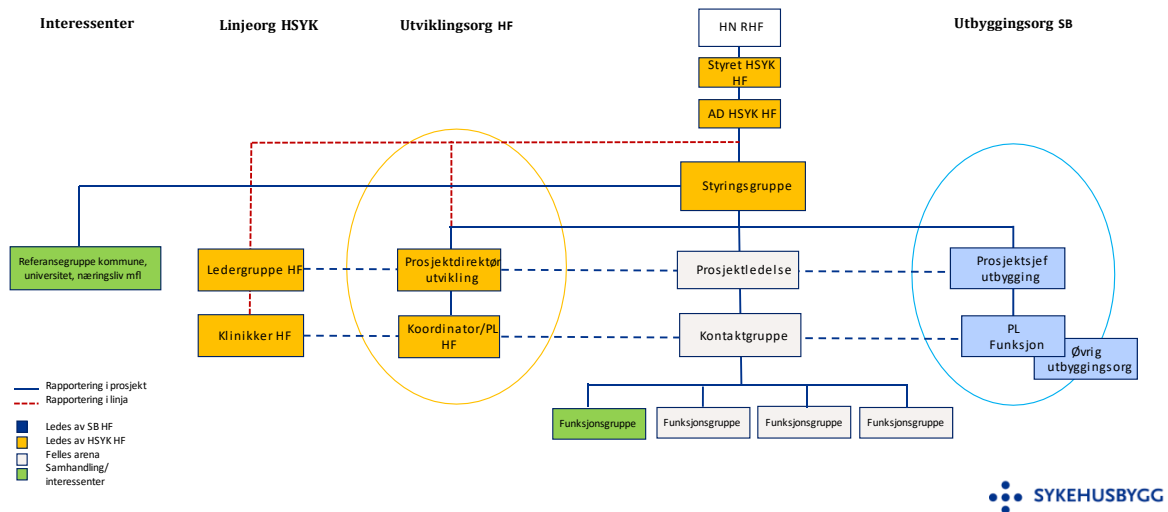 Interessenter
Linjeorg HSYK
Utviklingsorg HF
Utbyggingsorg SB
HN RHF
Styret HSYK
HF
AD HSYK HF
Styringsgruppe
Referansegruppe kommune,
universitet, næringsliv mfl
Ledergruppe HF
Prosjektdirektør
utvikling
Prosjektledelse
Prosjektsjef
utbygging
Klinikker HF
Koordinator/PL
HF
Kontaktgruppe
PL
Funksjon
Øvrig
utbyggingsorg
Funksjonsgruppe
Funksjonsgruppe
Funksjonsgruppe
Funksjonsgruppe
Rapportering i prosjekt
Rapportering i linja
Ledes av SB HF
Ledes av HSYK HF
Felles arena
Samhandling/
interessenter
SYKEHUSBYGG